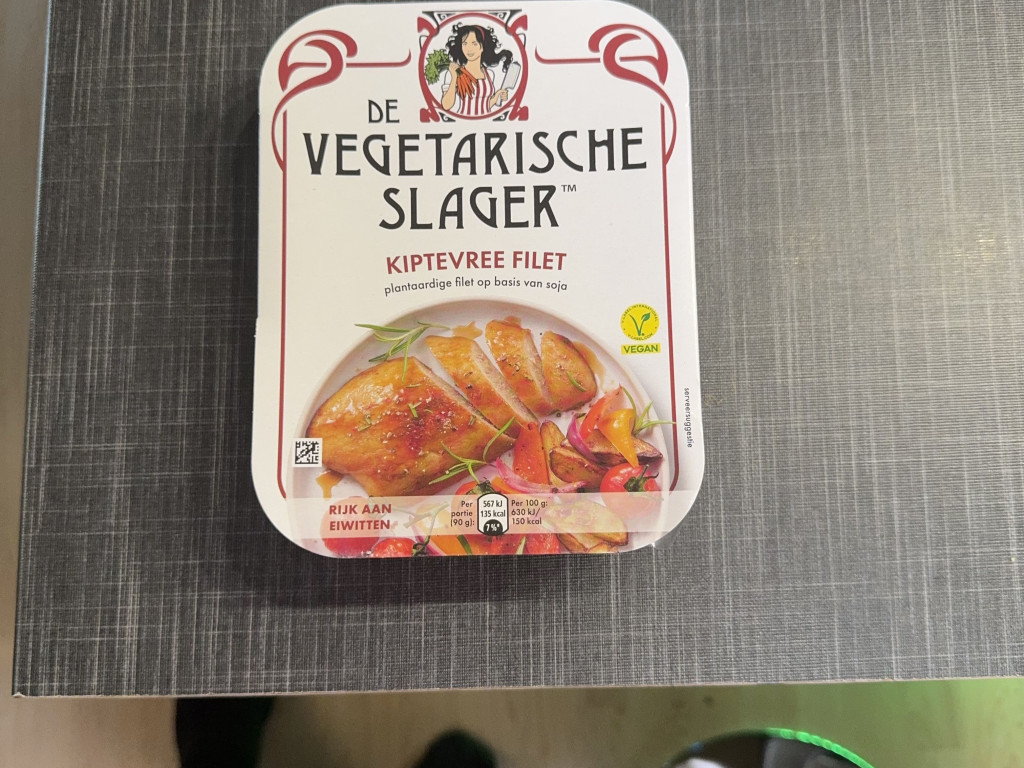 DE
VEGETARISCHE
SLAGER™
KIPTEVREE FILET
plantaardige filet op basis van soja
VEGAN
serveersuggestie
RIJK AAN
EIWITTEN
Per
portie
(90 g):
567 kJ
135 kcal
7%*
Per 100 g:
630 kJ/
150 kcal